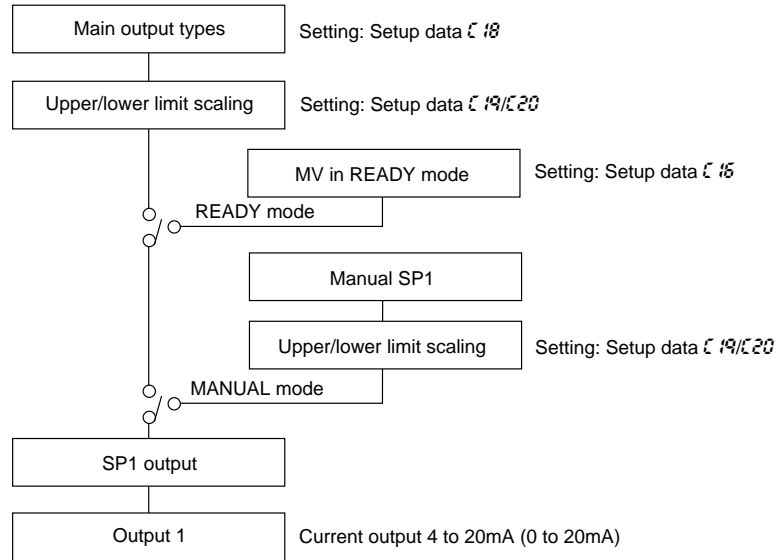 Main output types
Setting: Setup data C18
Upper/lower limit scaling
Setting: Setup data C19/C20
MV in READY mode
Setting: Setup data C16
READY mode
Manual SP1
Upper/lower limit scaling
Setting: Setup data C19/C20
MANUAL mode
SP1 output
Output 1
Current output 4 to 20mA (0 to 20mA)